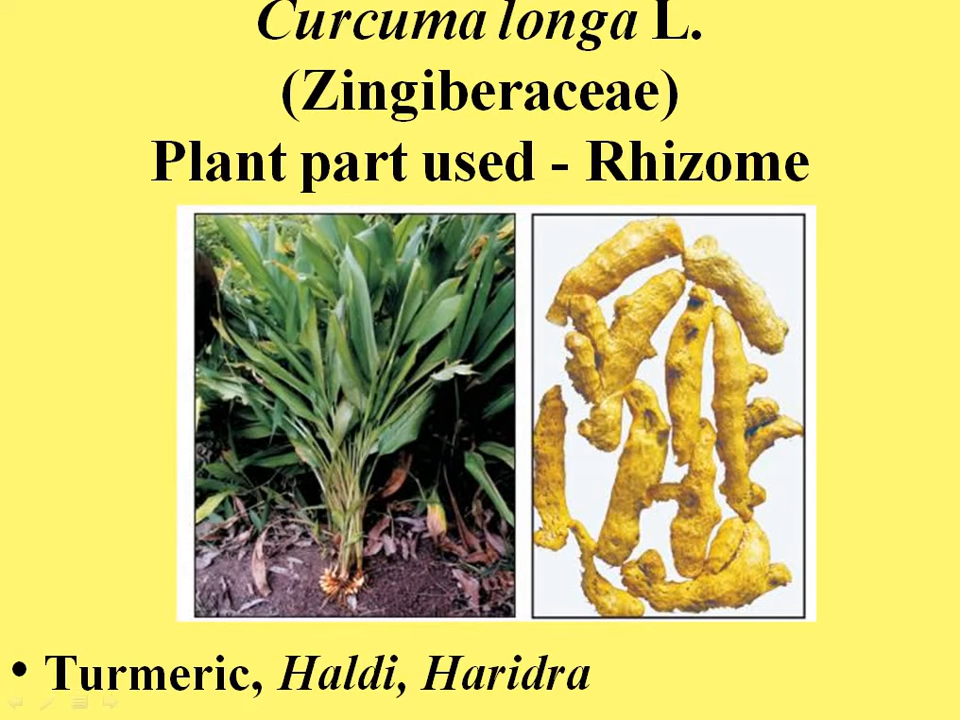 Curcuma longa L.
(Zingiberaceae)
Plant part used - Rhizome
• Turmeric, Haldi, Haridra